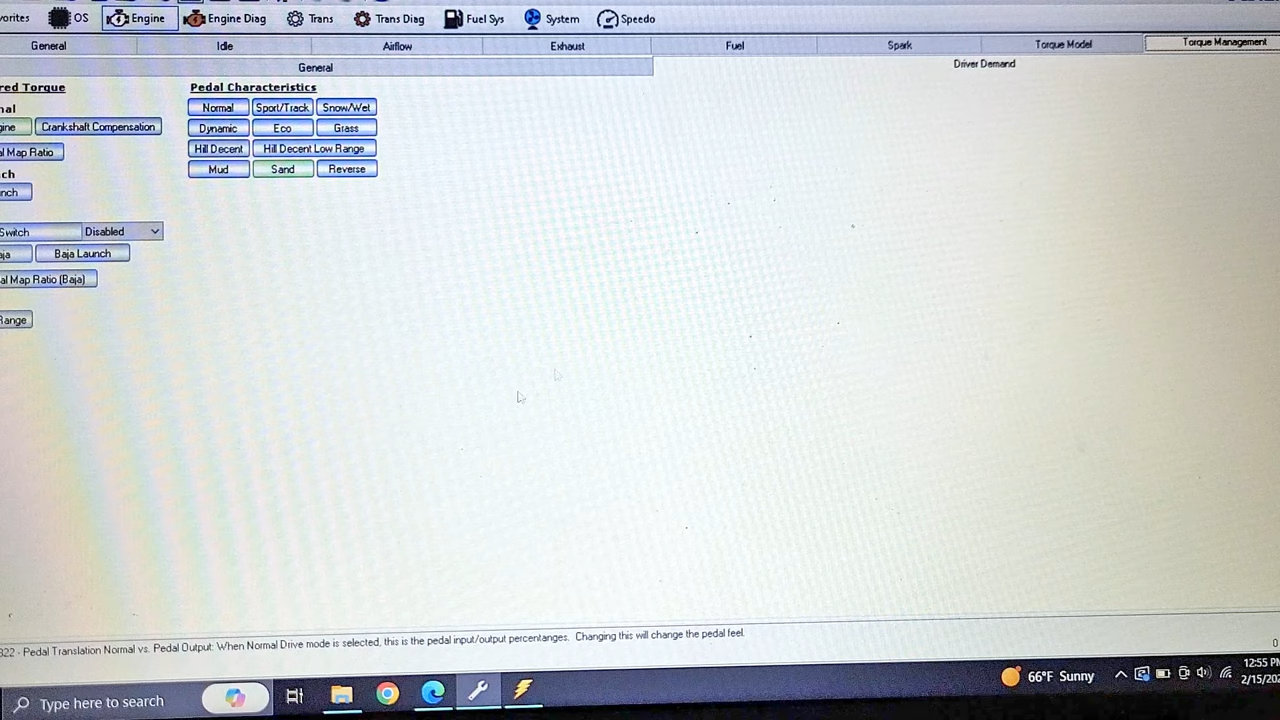 vorites OS Engine Engine Diag Trans Trans Diag Fuel Sys System Speedo
General Idle Airflow Exhaust Fuel Spark Torque Model Torque Management
General Driver Demand
red Torque
nal
gine Crankshaft Compensation
al Map Ratio
ch
nch
Switch Disabled
aja Baja Launch
al Map Ratio (Baja)
Range
Pedal Characteristics
Normal Sport/Track Snow/Wet
Dynamic Eco Grass
Hill Decent Hill Decent Low Range
Mud Sand Reverse
322 - Pedal Translation Normal vs. Pedal Output: When Normal Drive mode is selected, this is the pedal input/output percentages. Changing this will change the pedal feel.
Type here to search
66°F Sunny
12:55 PM
2/15/202